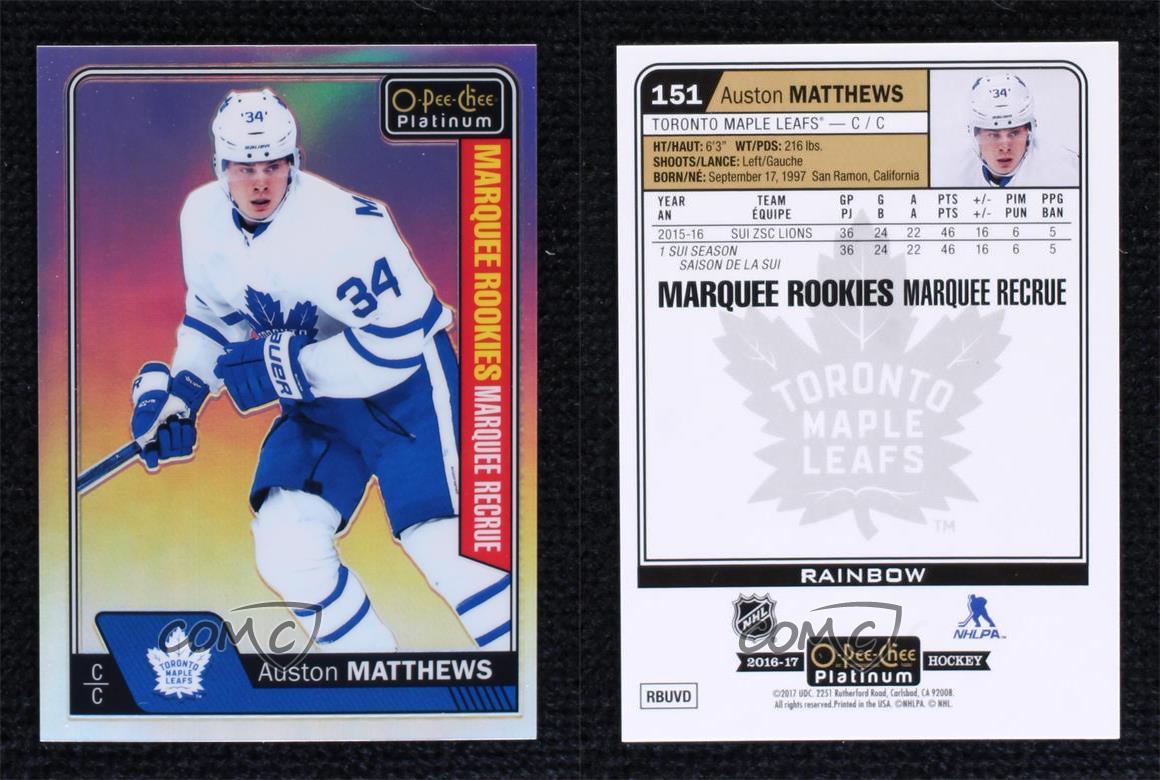 O-Pee-Chee
Platinum
MARQUEE ROOKIES MARQUEE RECRUE
'34'
BAUER
M
34
TORONTO
BAUER
COMC
TORONTO
MAPLE
LEAFS
C
C
Auston MATTHEWS
151 Auston MATTHEWS
TORONTO MAPLE LEAFS® — C / C
HT/HAUT: 6'3" WT/PDS: 216 lbs.
SHOOTS/LANCE: Left/Gauche
BORN/NÉ: September 17, 1997 San Ramon, California
'34'
YEAR TEAM GP G A PTS +/- PIM PPG
AN ÉQUIPE PJ B A PTS +/- PUN BAN
2015-16 SUI ZSC LIONS 36 24 22 46 16 6 5
1 SUI SEASON 36 24 22 46 16 6 5
SAISON DE LA SUI
MARQUEE ROOKIES MARQUEE RECRUE
TORONTO
MAPLE
LEAFS
TM
RAINBOW
NHL
NHLPA
COMC
2016-17 O-Pee-Chee HOCKEY
Platinum
RBUVD
©2017 UDC. 2251 Rutherford Road, Carlsbad, CA 92008.
All rights reserved. Printed in the USA. ©NHLPA. © NHL.